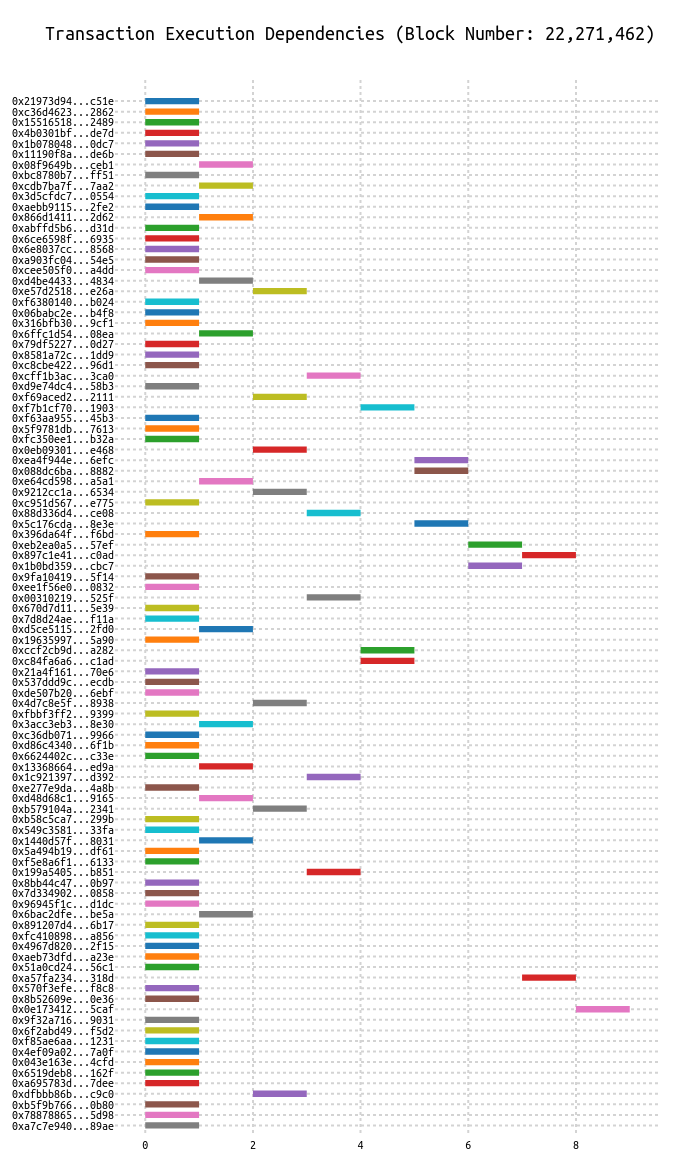 Transaction Execution Dependencies (Block Number: 22,271,462)
0x21973d94...c51e
0xc36d4623...2862
0x15516518...2489
0x4b0301bf...de7d
0x1b078048...0dc7
0x11190f8a...de6b
0x08f9649b...ceb1
0xbc8780b7...ff51
0xcdb7ba7f...7aa2
0x3d5cfdc7...0554
0xaebb9115...2fe2
0x866d1411...2d62
0xabffd5b6...d31d
0x6ce6598f...6935
0x6e8037cc...8568
0xa903fc04...54e5
0xcee505f0...a4dd
0xd4be4433...4834
0xe57d2518...e26a
0xf6380140...b024
0x06babc2e...b4f8
0x316bfb30...9cf1
0x6ffc1d54...08ea
0x79df5227...0d27
0x8581a72c...1dd9
0xc8cbe422...96d1
0xcff1b3ac...3ca0
0xd9e74dc4...58b3
0xf69aced2...2111
0xf7b1cf70...1903
0xf63aa955...45b3
0x5f9781db...7613
0xfc350ee1...b32a
0x0eb09301...e468
0xea4f944e...6efc
0x088dc6ba...8882
0xe64cd598...a5a1
0x9212cc1a...6534
0xc951d567...e775
0x88d336d4...ce08
0x5c176cda...8e3e
0x396da64f...f6bd
0xeb2ea0a5...57ef
0x897c1e41...c0ad
0x1b0bd359...cbc7
0x9fa10419...5f14
0xee1f56e0...0832
0x00310219...525f
0x670d7d11...5e39
0x7d8d24ae...f11a
0xd5ce5115...2fd0
0x19635997...5a90
0xccf2cb9d...a282
0xc84fa6a6...c1ad
0x21a4f161...70e6
0x537ddd9c...ecdb
0xde507b20...6ebf
0x4d7c8e5f...8938
0xfbbf3ff2...9399
0x3acc3eb3...8e30
0xc36db071...9966
0xd86c4340...6f1b
0x6624402c...c33e
0x13368664...ed9a
0x1c921397...d392
0xe277e9da...4a8b
0xd48d68c1...9165
0xb579104a...2341
0xb58c5ca7...299b
0x549c3581...33fa
0x1440d57f...8031
0x5a494b19...df61
0xf5e8a6f1...6133
0x199a5405...b851
0x8bb44c47...0b97
0x7d334902...0858
0x96945f1c...d1dc
0x6bac2dfe...be5a
0x891207d4...6b17
0xfc410898...a856
0x4967d820...2f15
0xaeb73dfd...a23e
0x51a0cd24...56c1
0xa57fa234...318d
0x570f3efe...f8c8
0x8b52609e...0e36
0x0e173412...5caf
0x9f32a716...9031
0x6f2abd49...f5d2
0xf85ae6aa...1231
0x4ef09a02...7a0f
0x043e163e...4cfd
0x6519deb8...162f
0xa695783d...7dee
0xdfbbb86b...c9c0
0xb5f9b766...0b80
0x78878865...5d98
0xa7c7e940...89ae
0 2 4 6 8